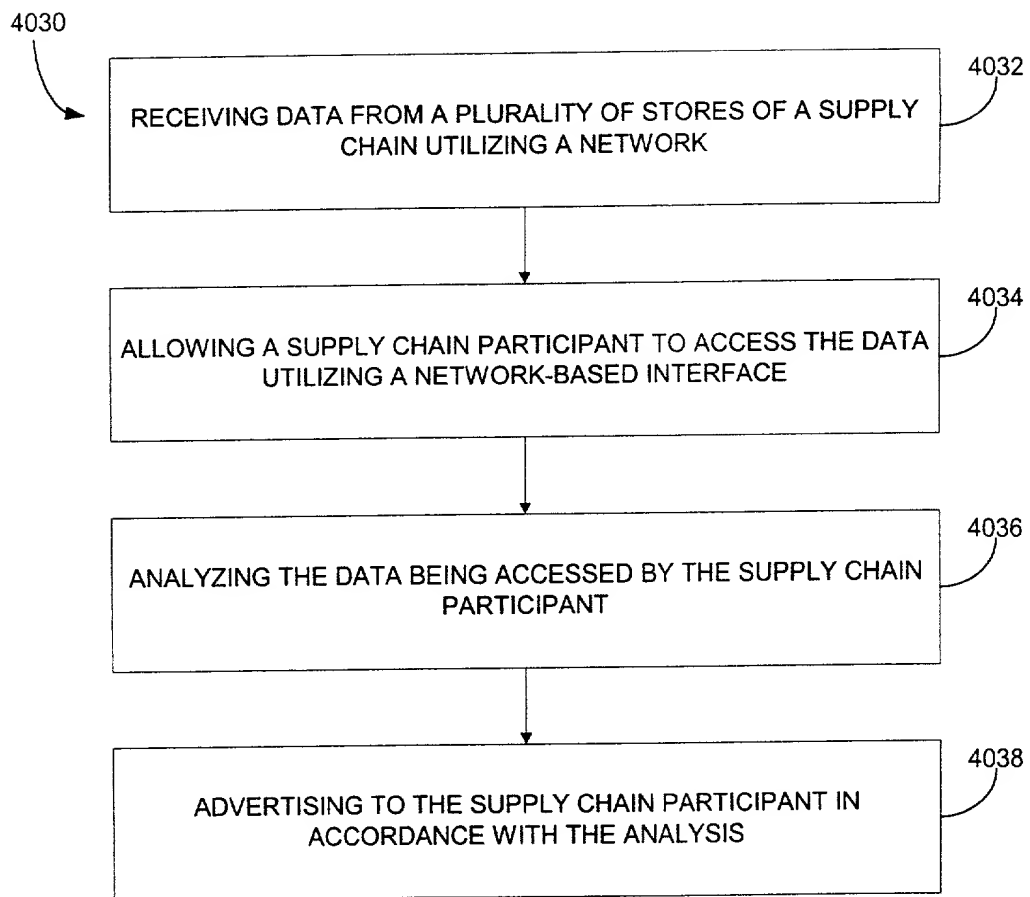 4030
4032
RECEIVING DATA FROM A PLURALITY OF STORES OF A SUPPLY
CHAIN UTILIZING A NETWORK
4034
ALLOWING A SUPPLY CHAIN PARTICIPANT TO ACCESS THE DATA
UTILIZING A NETWORK-BASED INTERFACE
4036
ANALYZING THE DATA BEING ACCESSED BY THE SUPPLY CHAIN
PARTICIPANT
4038
ADVERTISING TO THE SUPPLY CHAIN PARTICIPANT IN
ACCORDANCE WITH THE ANALYSIS